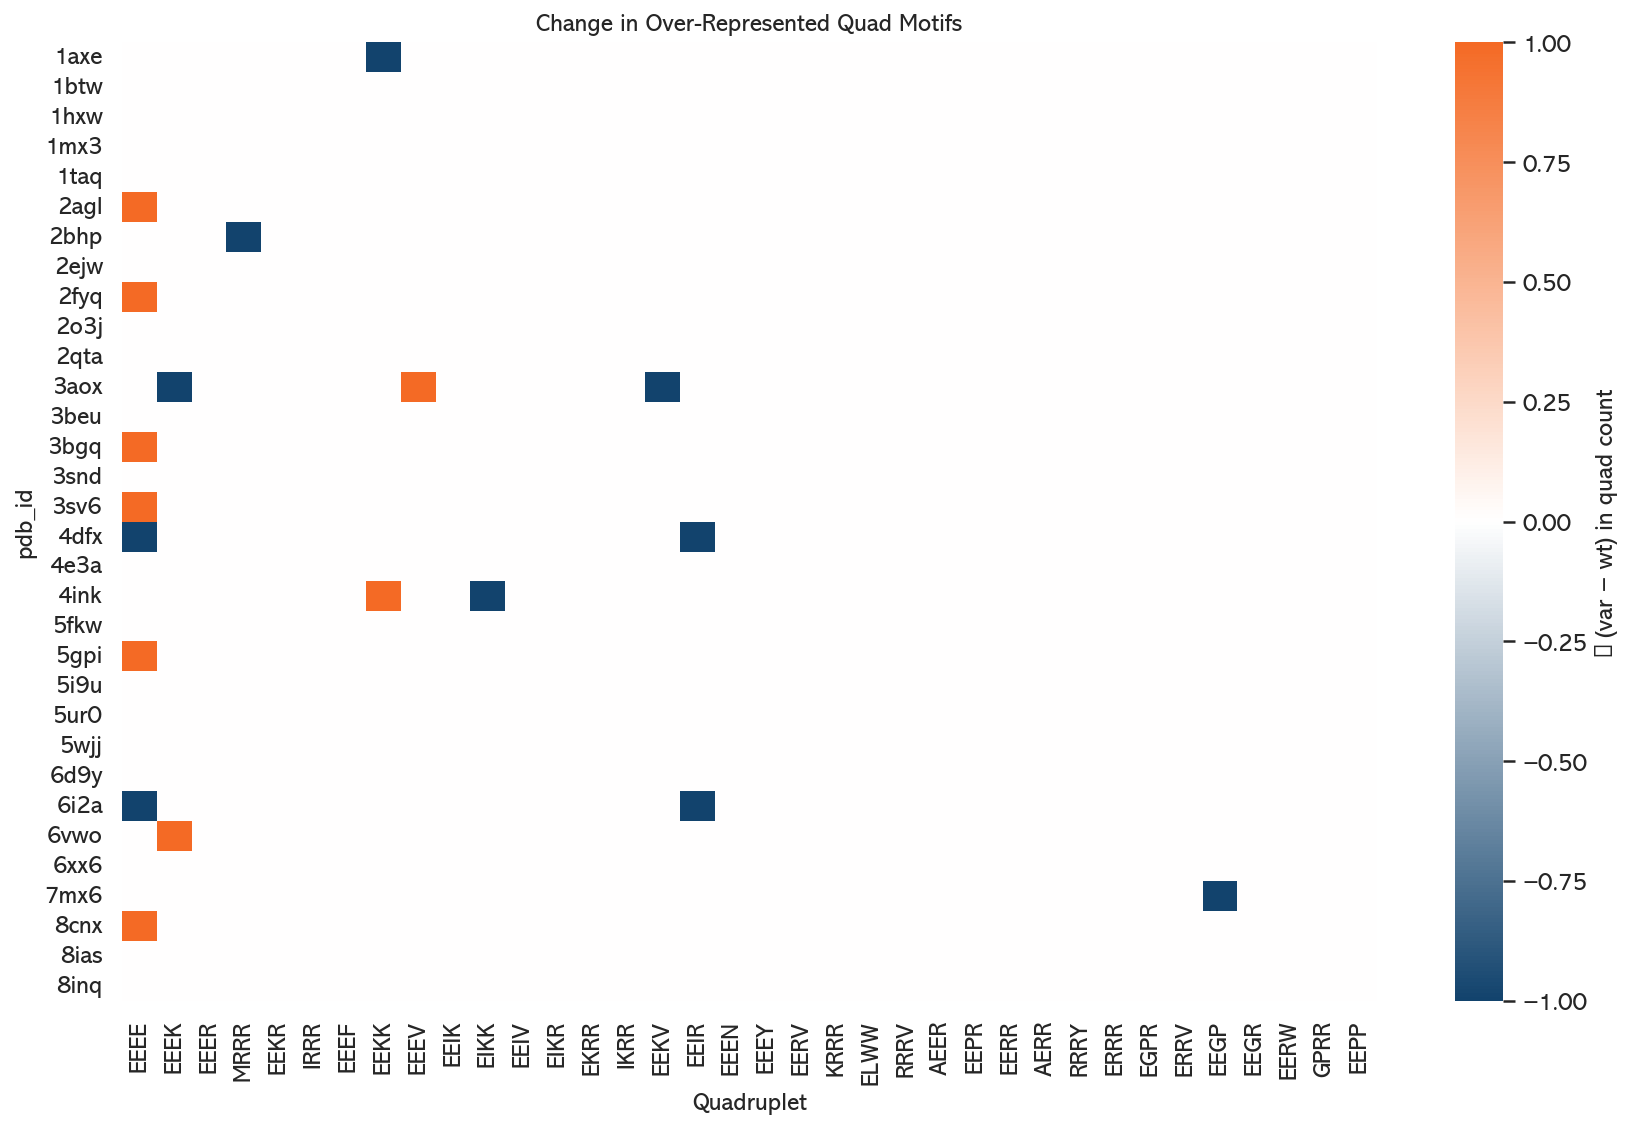 Change in Over-Represented Quad Motifs
pdb_id
1axe
1btw
1hxw
1mx3
1taq
2agl
2bhp
2ejw
2fyq
2o3j
2qta
3aox
3beu
3bgq
3snd
3sv6
4dfx
4e3a
4ink
5fkw
5gpi
5i9u
5ur0
5wjj
6d9y
6i2a
6vwo
6xx6
7mx6
8cnx
8ias
8inq
EEEE
EEEK
EEER
MRRR
EEKR
IRRR
EEEF
EEKK
EEEV
EEIK
EIKK
EEIV
EIKR
EKRR
IKRR
EEKV
EEIR
EEEN
EEEY
EERV
KRRR
ELWW
RRRV
AEER
EEPR
EERR
AERR
RRRY
ERRR
EGPR
ERRV
EEGP
EEGR
EERW
GPRR
EEPP
Quadruplet
1.00
0.75
0.50
0.25
0.00
−0.25
−0.50
−0.75
−1.00
▯ (var − wt) in quad count